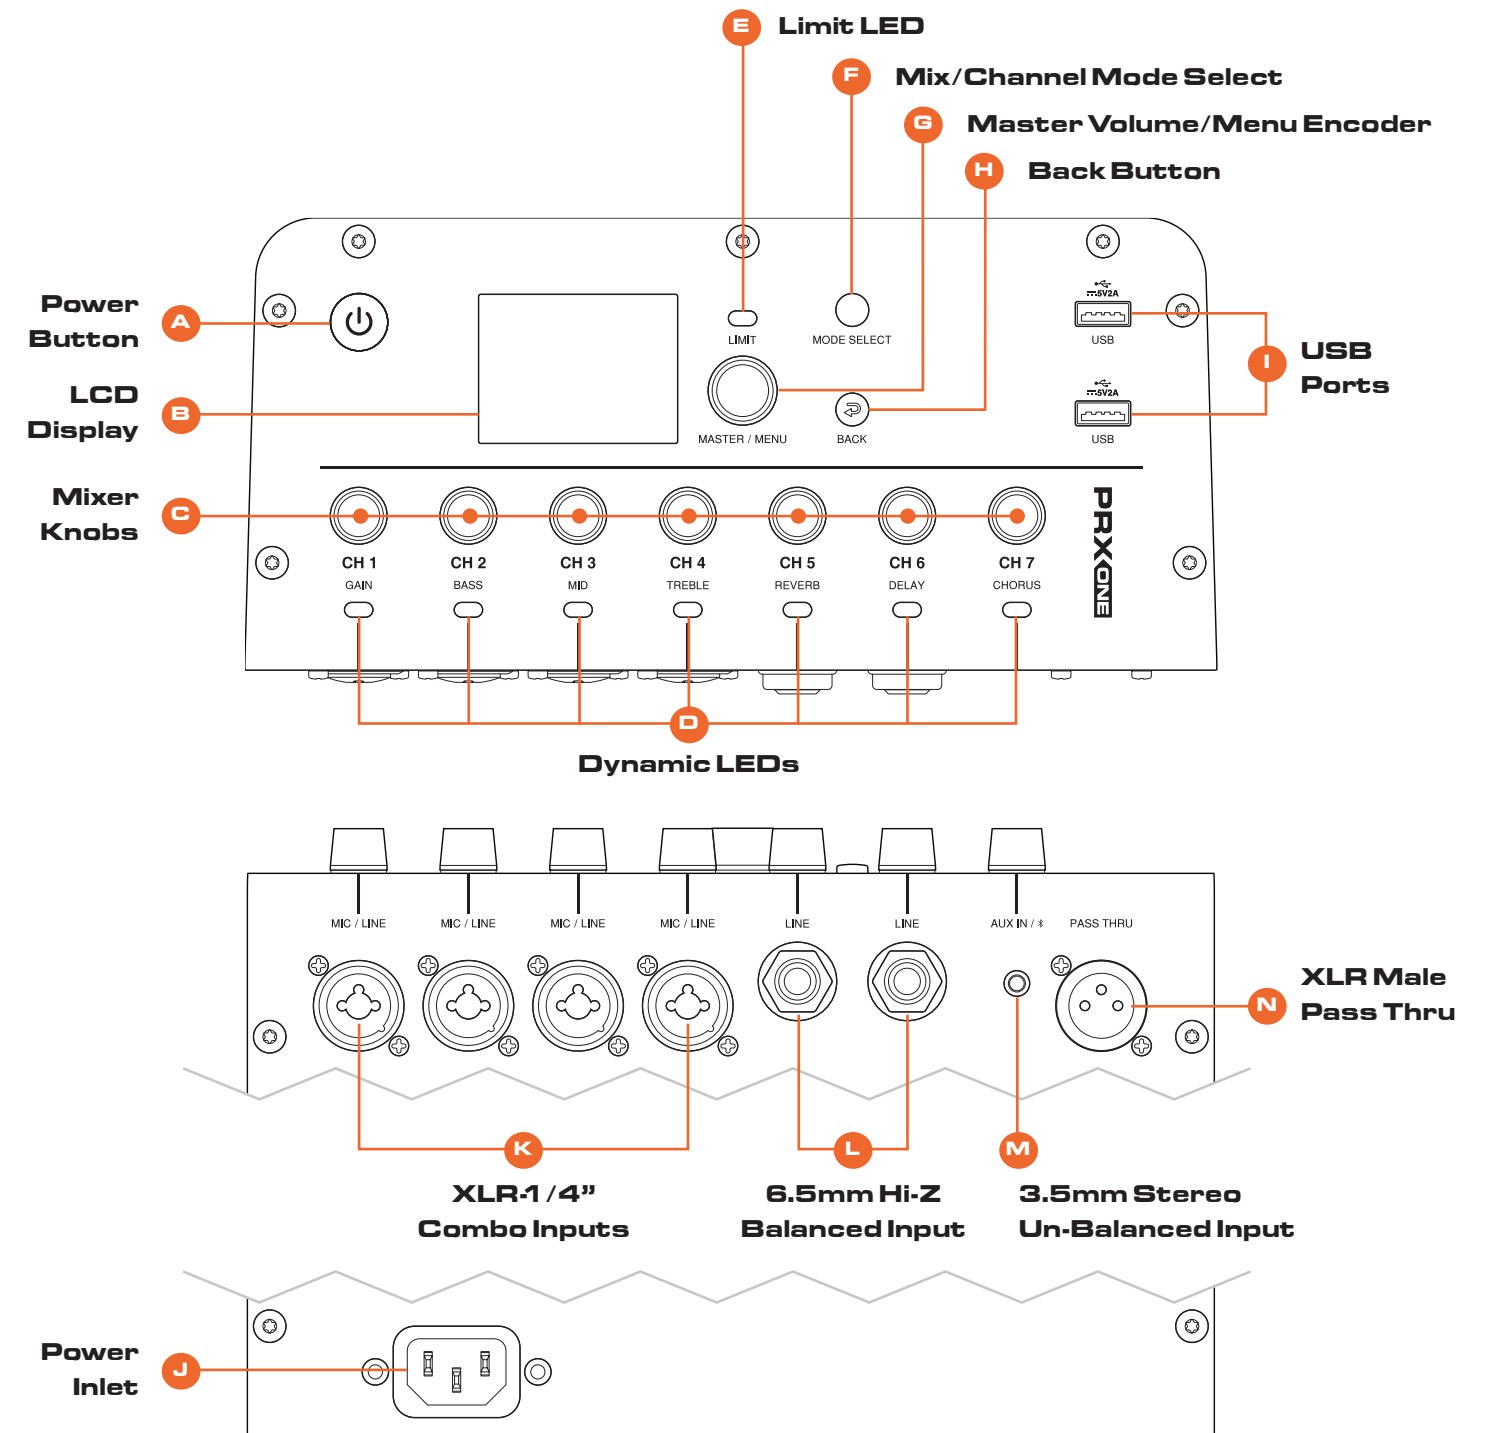 E Limit LED
F Mix/Channel Mode Select
G Master Volume/Menu Encoder
H Back Button
Power
Button
A
LIMIT
MODE SELECT
5V2A
USB
I
USB
Ports
LCD
Display
B
MASTER / MENU
BACK
5V2A
USB
Mixer
Knobs
C
CH 1 CH 2 CH 3 CH 4 CH 5 CH 6 CH 7
GAIN BASS MID TREBLE REVERB DELAY CHORUS
PRX ONE
D
Dynamic LEDs
MIC / LINE MIC / LINE MIC / LINE MIC / LINE LINE LINE AUX IN / PASS THRU
N
XLR Male
Pass Thru
K
XLR-1/4”
Combo Inputs
L
6.5mm Hi-Z
Balanced Input
M
3.5mm Stereo
Un-Balanced Input
Power
Inlet
J